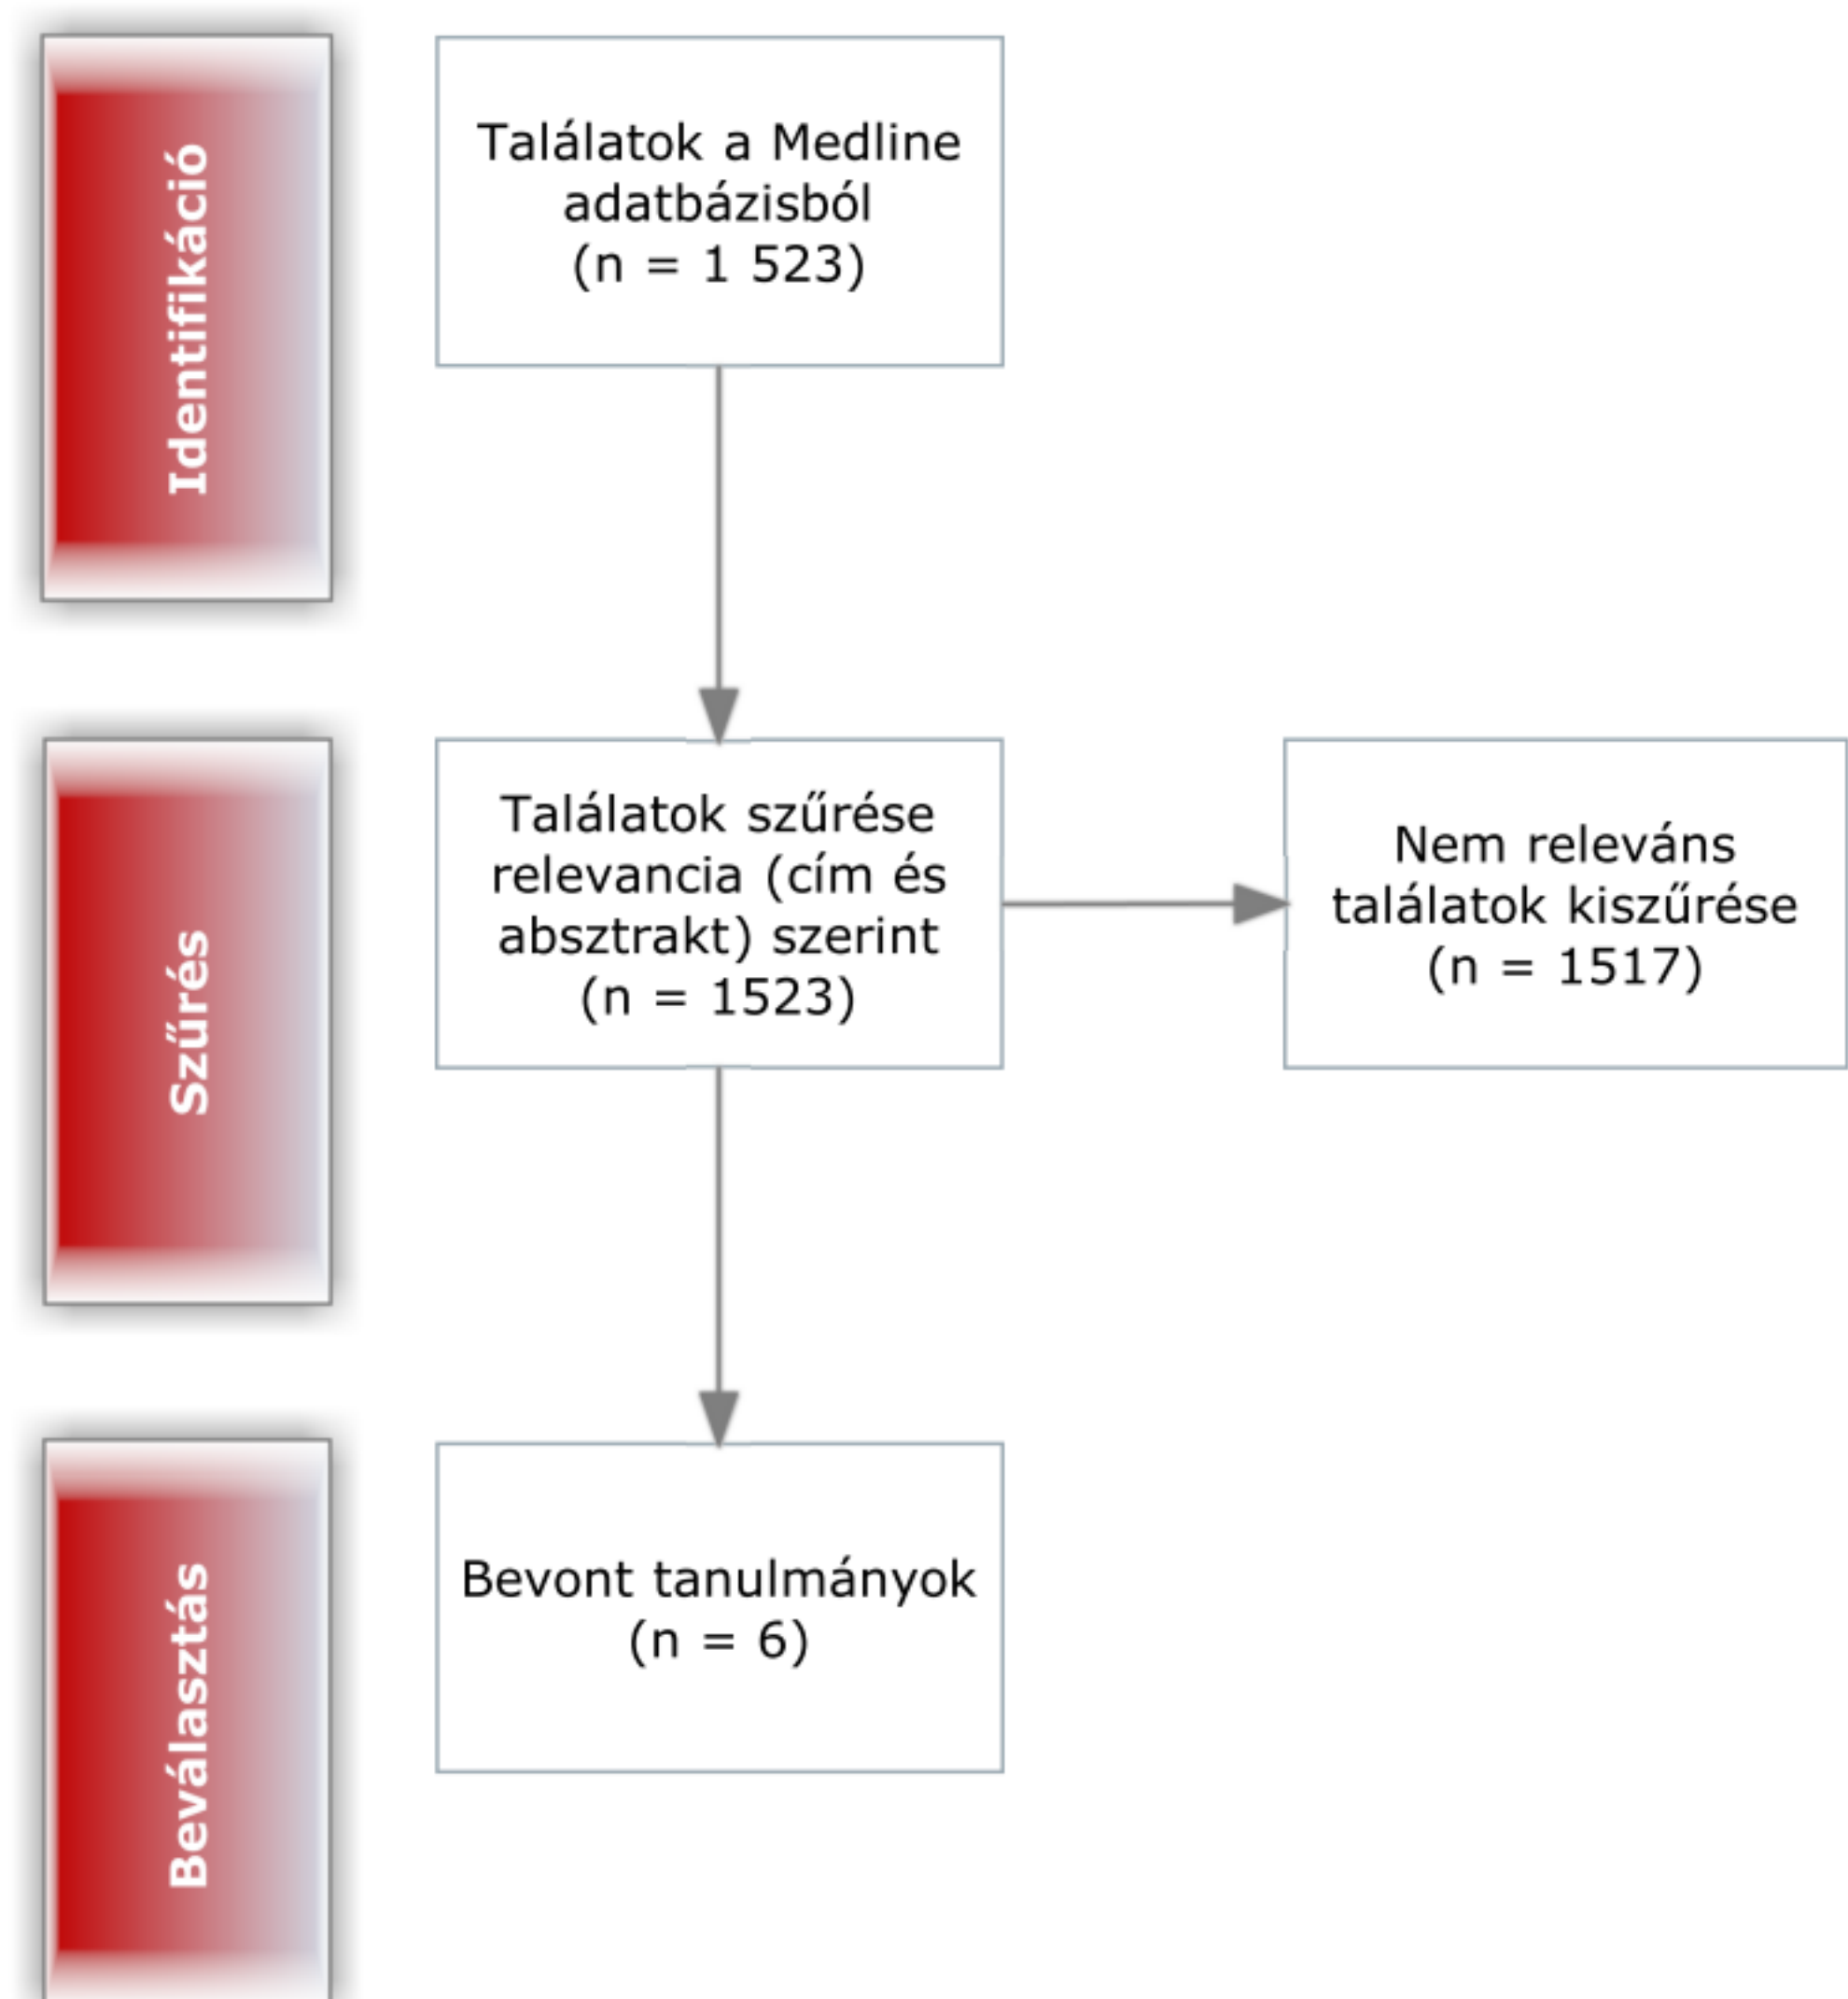 Identifikáció
Találatok a Medline
adatbázisból
(n = 1 523)
Szűrés
Találatok szűrése
relevancia (cím és
absztrakt) szerint
(n = 1523)
Nem releváns
találatok kiszűrése
(n = 1517)
Beválasztás
Bevont tanulmányok
(n = 6)